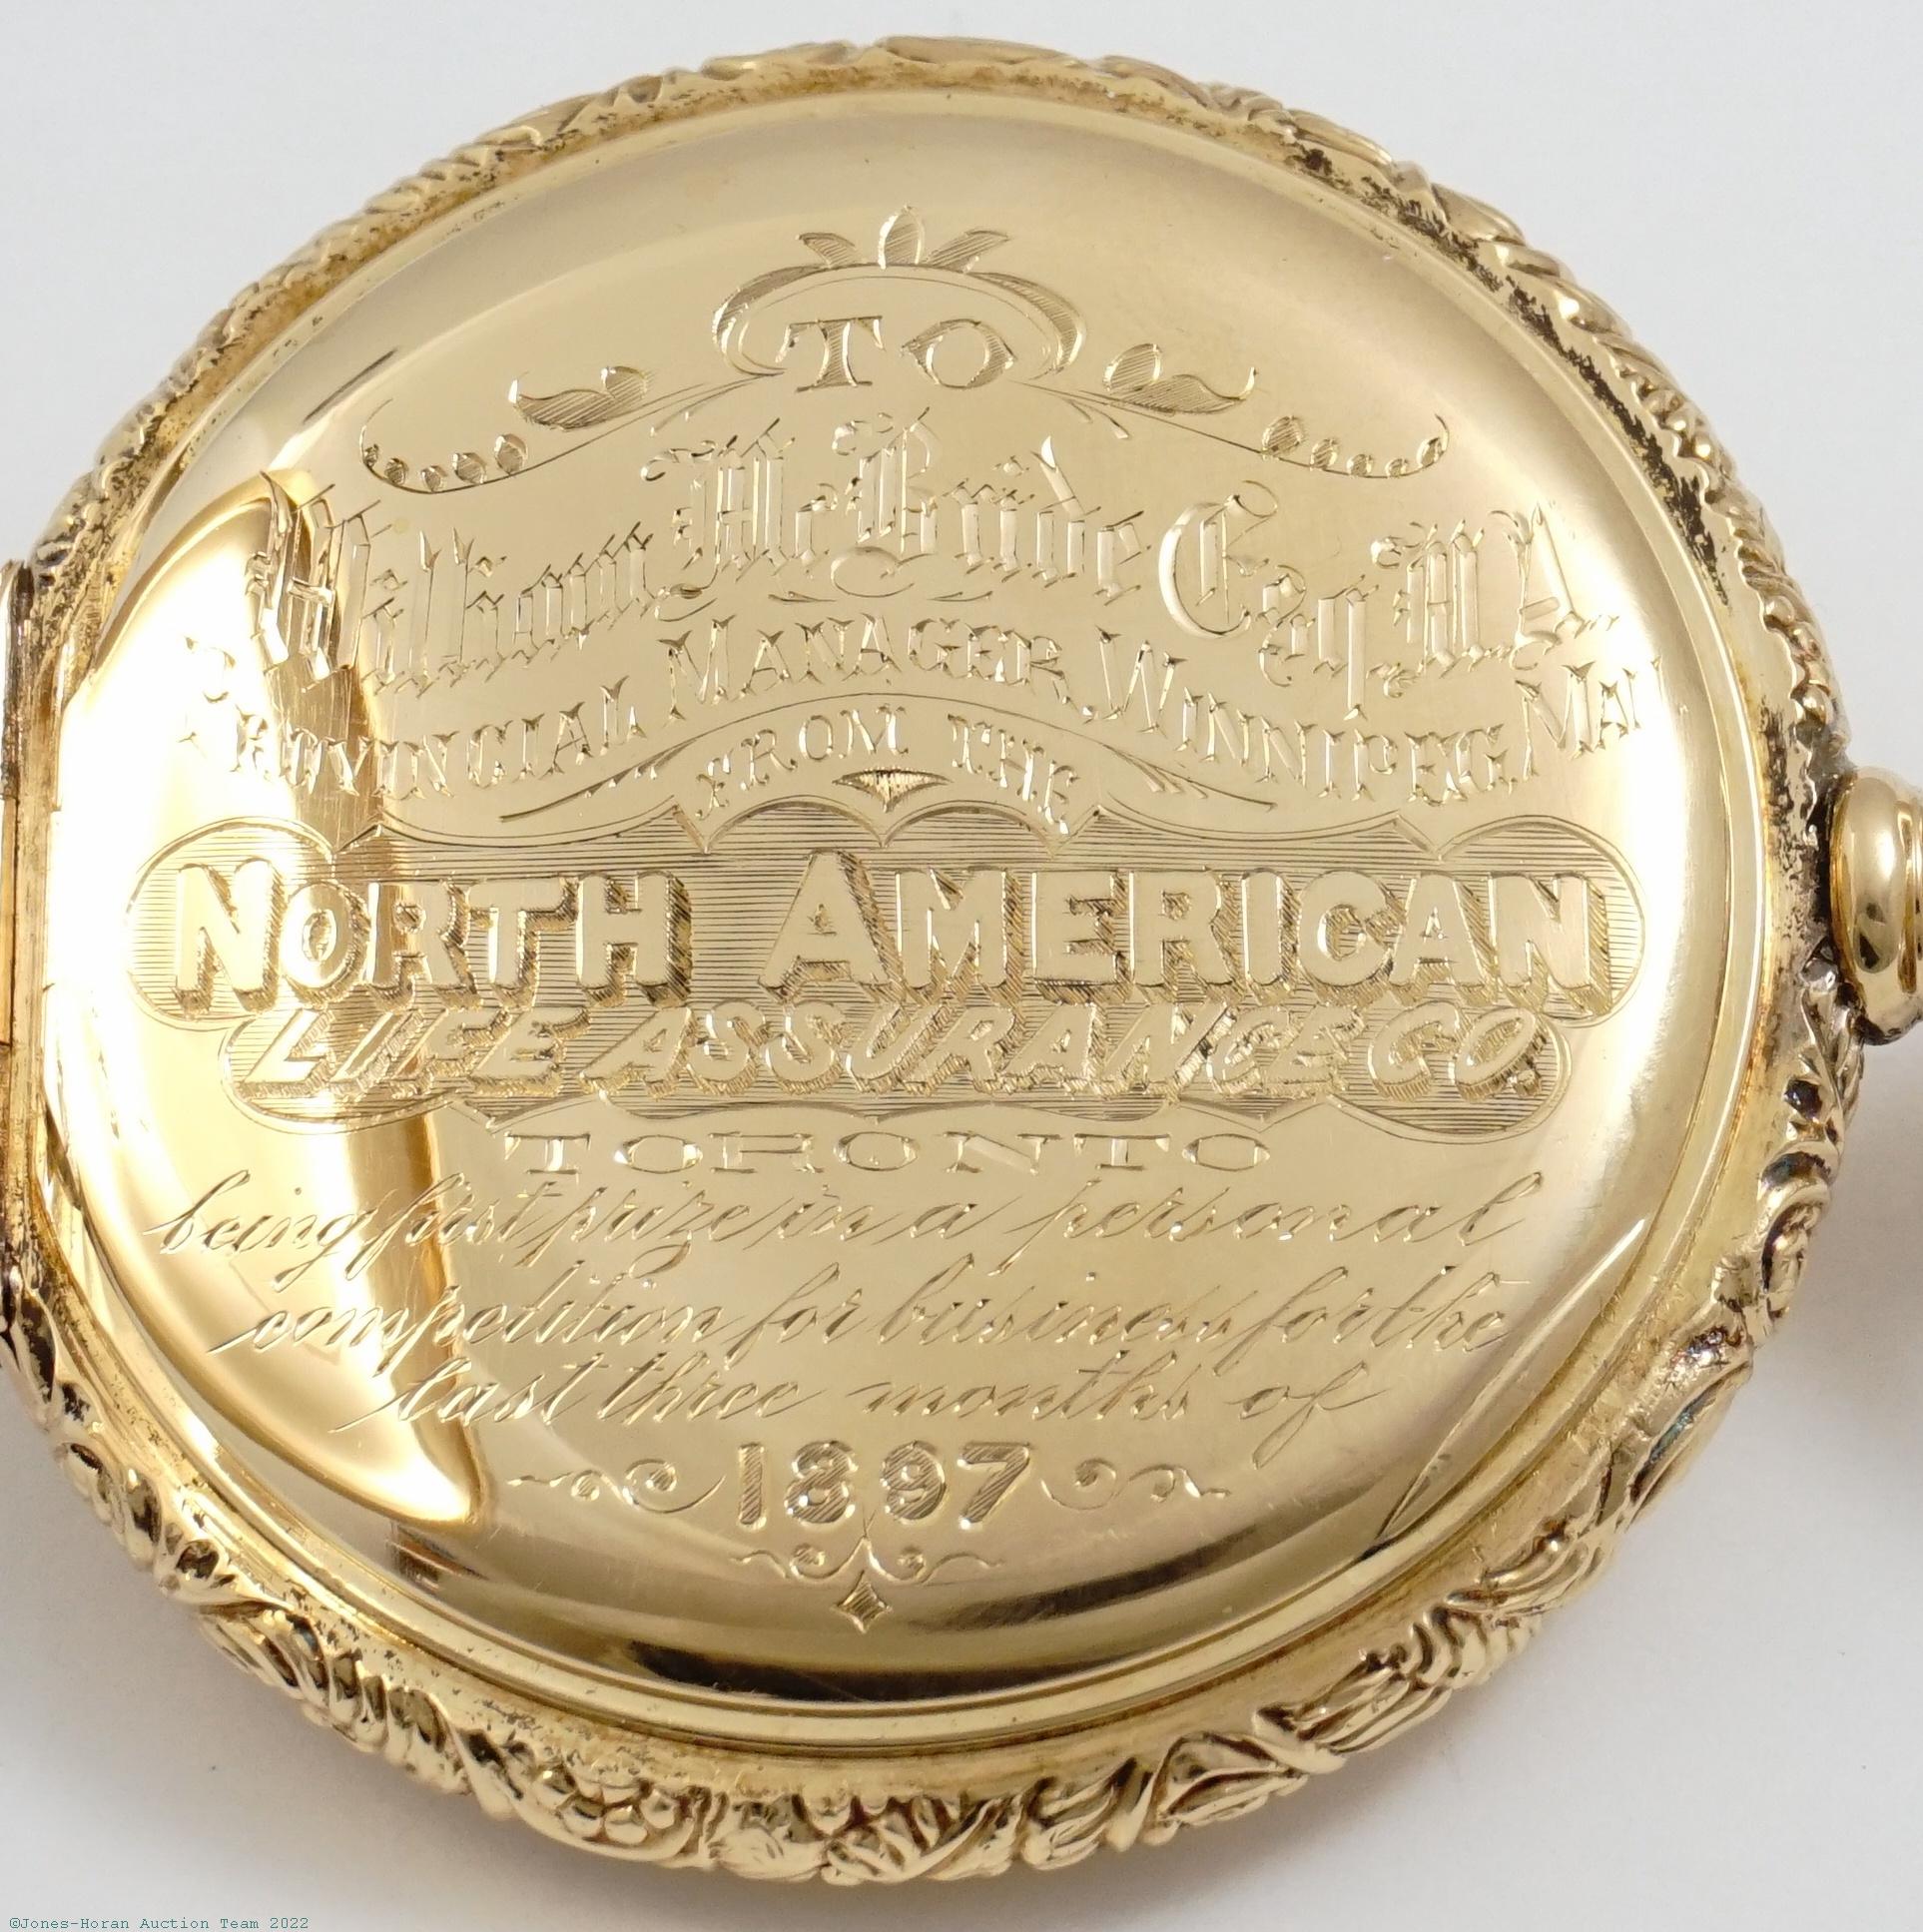 TO
William McBride Esq. M.A.
PROVINCIAL MANAGER, WINNIPEG, MAN
FROM THE
NORTH AMERICAN
LIFE ASSURANCE CO.
TORONTO
being first prize in a personal
competition for business for the
last three months of
1897
©Jones-Horan Auction Team 2022